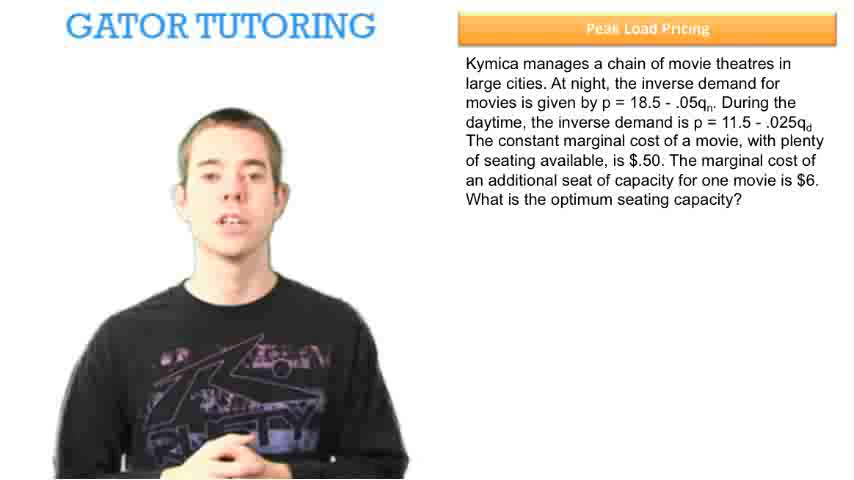 GATOR TUTORING
Peak Load Pricing
Kymica manages a chain of movie theatres in
large cities. At night, the inverse demand for
movies is given by p = 18.5 - .05qn. During the
daytime, the inverse demand is p = 11.5 - .025qd
The constant marginal cost of a movie, with plenty
of seating available, is $.50. The marginal cost of
an additional seat of capacity for one movie is $6.
What is the optimum seating capacity?
RUSTY